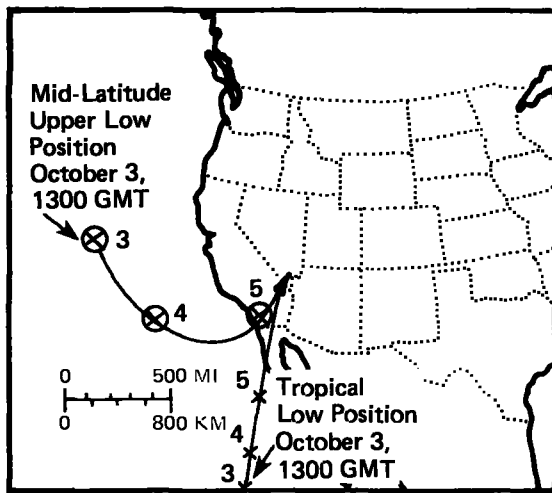 Mid-Latitude
Upper Low
Position
October 3,
1300 GMT
3
4
5
0 500 MI
0 800 KM
5
4
3
Tropical
Low Position
October 3,
1300 GMT